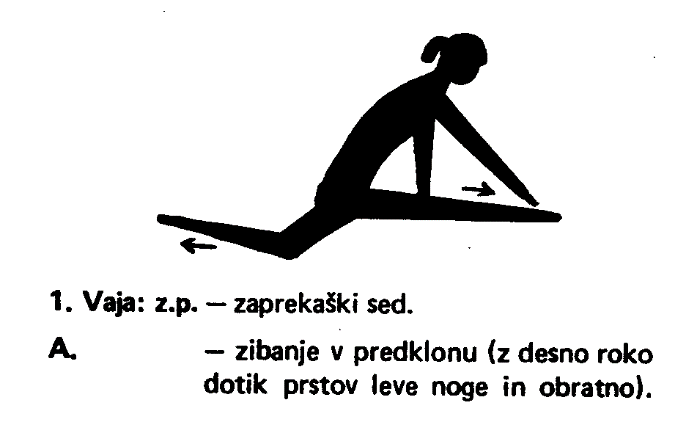 1. Vaja: z.p. — zaprekaški sed.
A. — zibanje v predklonu (z desno roko
dotik prstov leve noge in obratno).